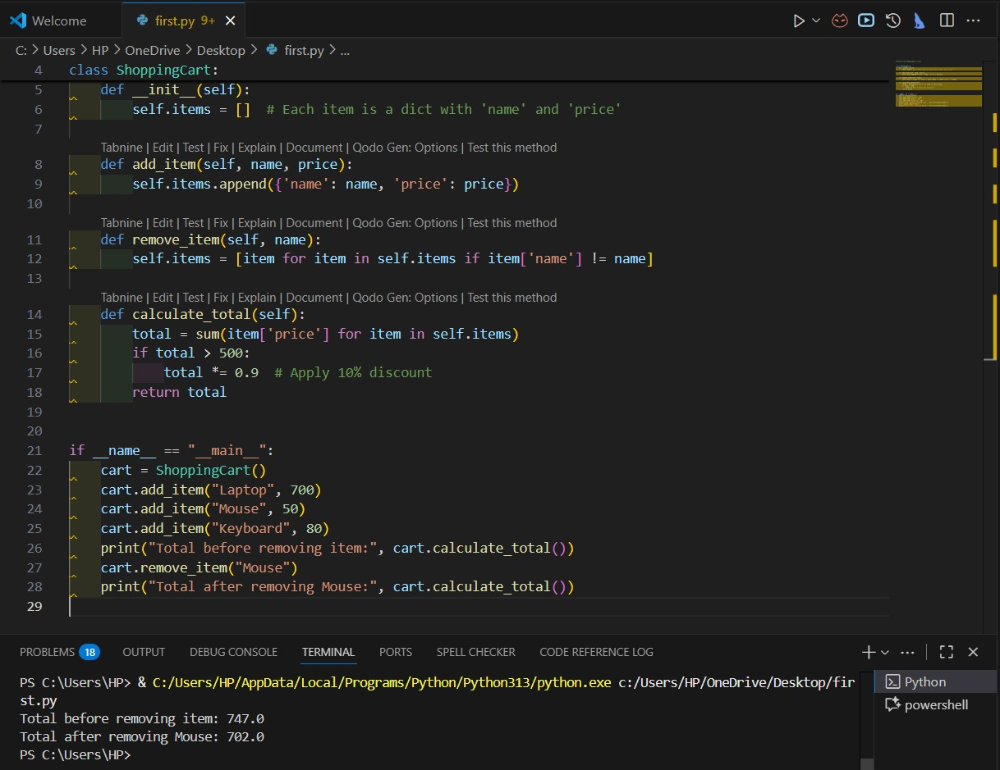 Welcome
first.py 9+
C: > Users > HP > OneDrive > Desktop > first.py > ...
4 class ShoppingCart:
5 def __init__(self):
6 self.items = [] # Each item is a dict with 'name' and 'price'
7
Tabnine | Edit | Test | Fix | Explain | Document | Qodo Gen: Options | Test this method
8 def add_item(self, name, price):
9 self.items.append({'name': name, 'price': price})
10
Tabnine | Edit | Test | Fix | Explain | Document | Qodo Gen: Options | Test this method
11 def remove_item(self, name):
12 self.items = [item for item in self.items if item['name'] != name]
13
Tabnine | Edit | Test | Fix | Explain | Document | Qodo Gen: Options | Test this method
14 def calculate_total(self):
15 total = sum(item['price'] for item in self.items)
16 if total > 500:
17 total *= 0.9 # Apply 10% discount
18 return total
19
20
21 if __name__ == "__main__":
22 cart = ShoppingCart()
23 cart.add_item("Laptop", 700)
24 cart.add_item("Mouse", 50)
25 cart.add_item("Keyboard", 80)
26 print("Total before removing item:", cart.calculate_total())
27 cart.remove_item("Mouse")
28 print("Total after removing Mouse:", cart.calculate_total())
29
PROBLEMS 18 OUTPUT DEBUG CONSOLE TERMINAL PORTS SPELL CHECKER CODE REFERENCE LOG
PS C:\Users\HP> & C:/Users/HP/AppData/Local/Programs/Python/Python313/python.exe c:/Users/HP/OneDrive/Desktop/fir
st.py
Total before removing item: 747.0
Total after removing Mouse: 702.0
PS C:\Users\HP>
Python
powershell